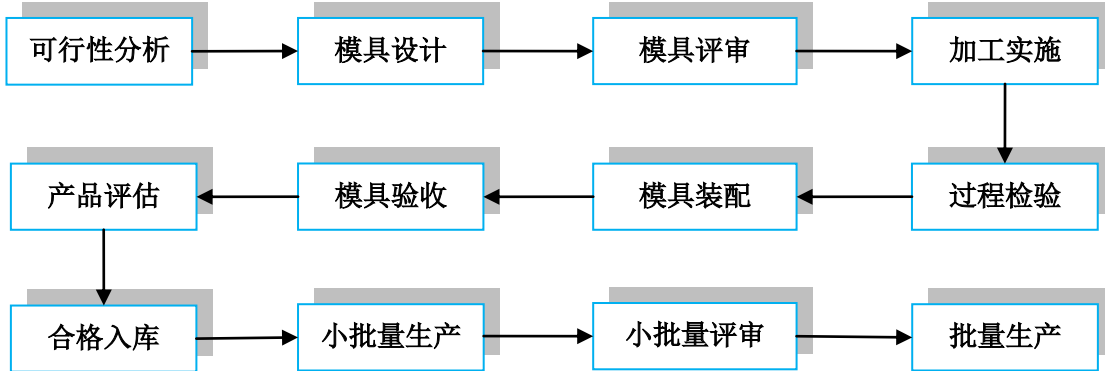 可行性分析
模具设计
模具评审
加工实施
过程检验
模具装配
模具验收
产品评估
合格入库
小批量生产
小批量评审
批量生产